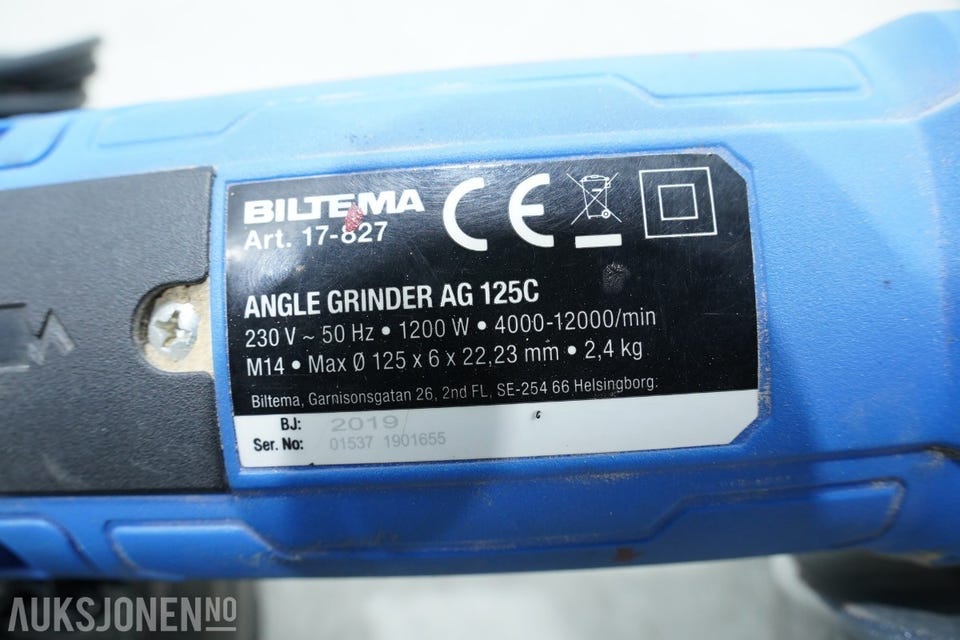 BILTEMA
Art. 17-827
CE
ANGLE GRINDER AG 125C
230 V ~ 50 Hz • 1200 W • 4000-12000/min
M14 • Max Ø 125 x 6 x 22,23 mm • 2,4 kg
Biltema, Garnisonsgatan 26, 2nd FL, SE-254 66 Helsingborg.
BJ: 2019
Ser. No: 01537 1901655
AUKSJONEN NO